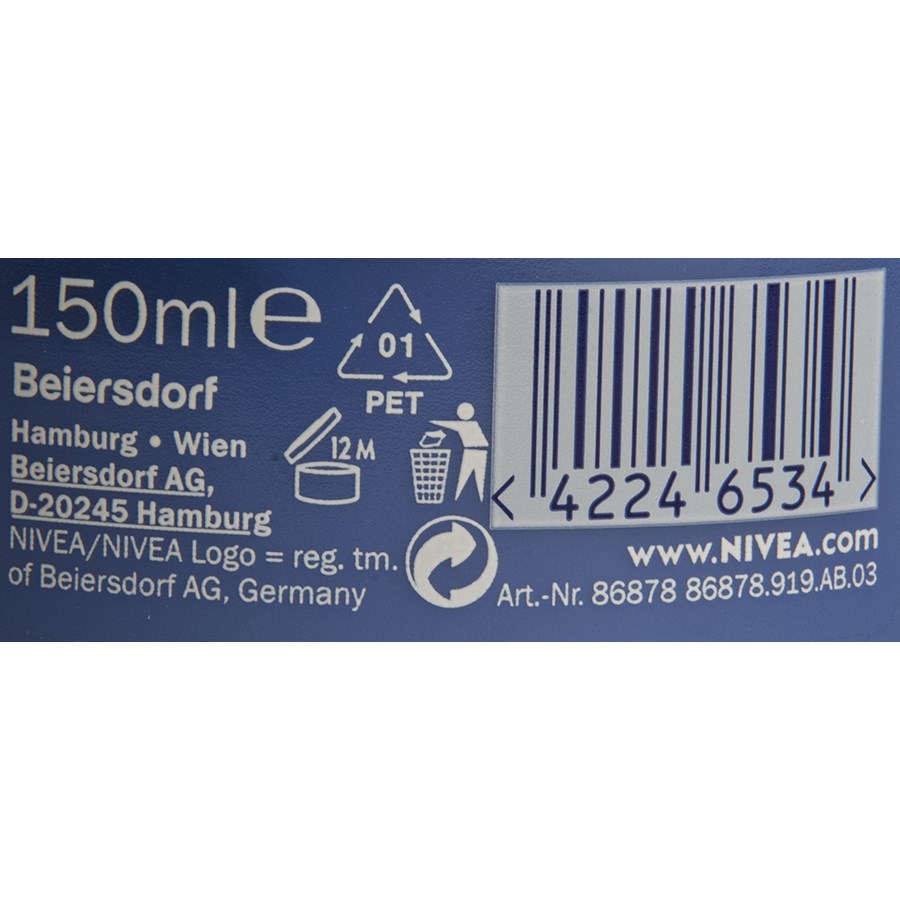 150ml℮
01
PET
Beiersdorf
12 M
Hamburg • Wien
Beiersdorf AG,
D-20245 Hamburg
NIVEA/NIVEA Logo = reg. tm.
of Beiersdorf AG, Germany
< 4224 6534 >
www.NIVEA.com
Art.-Nr. 86878 86878.919.AB.03